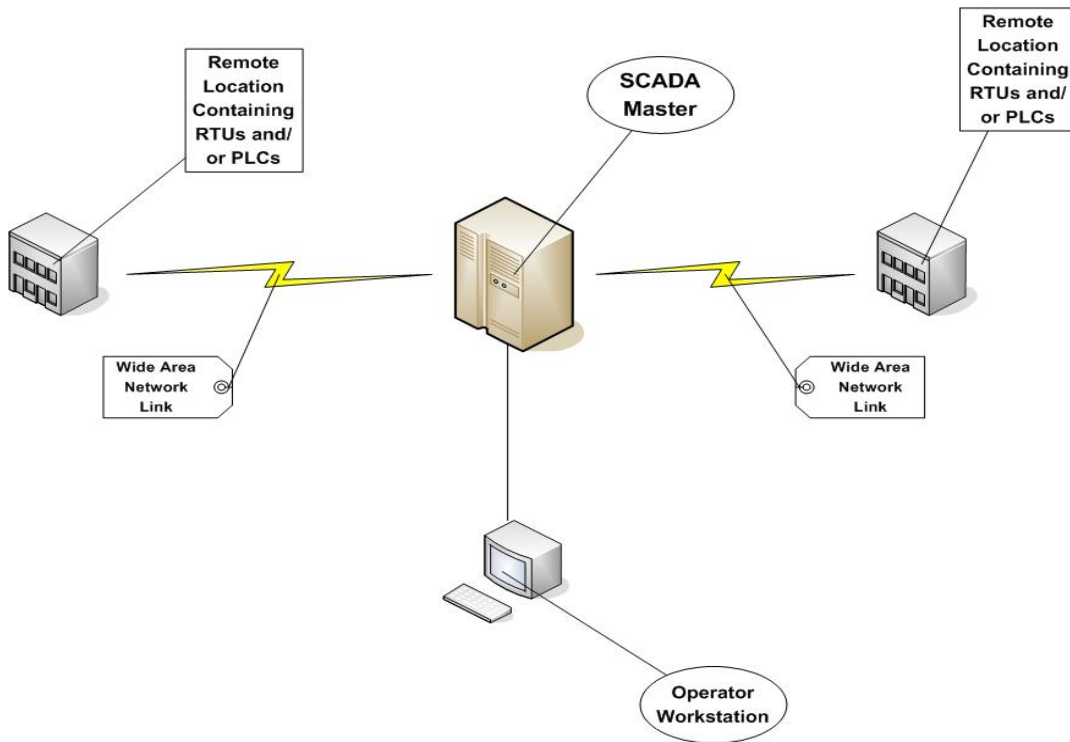 Remote
Location
Containing
RTUs and/
or PLCs
SCADA
Master
Remote
Location
Containing
RTUs and/
or PLCs
Wide Area
Network
Link
Wide Area
Network
Link
Operator
Workstation